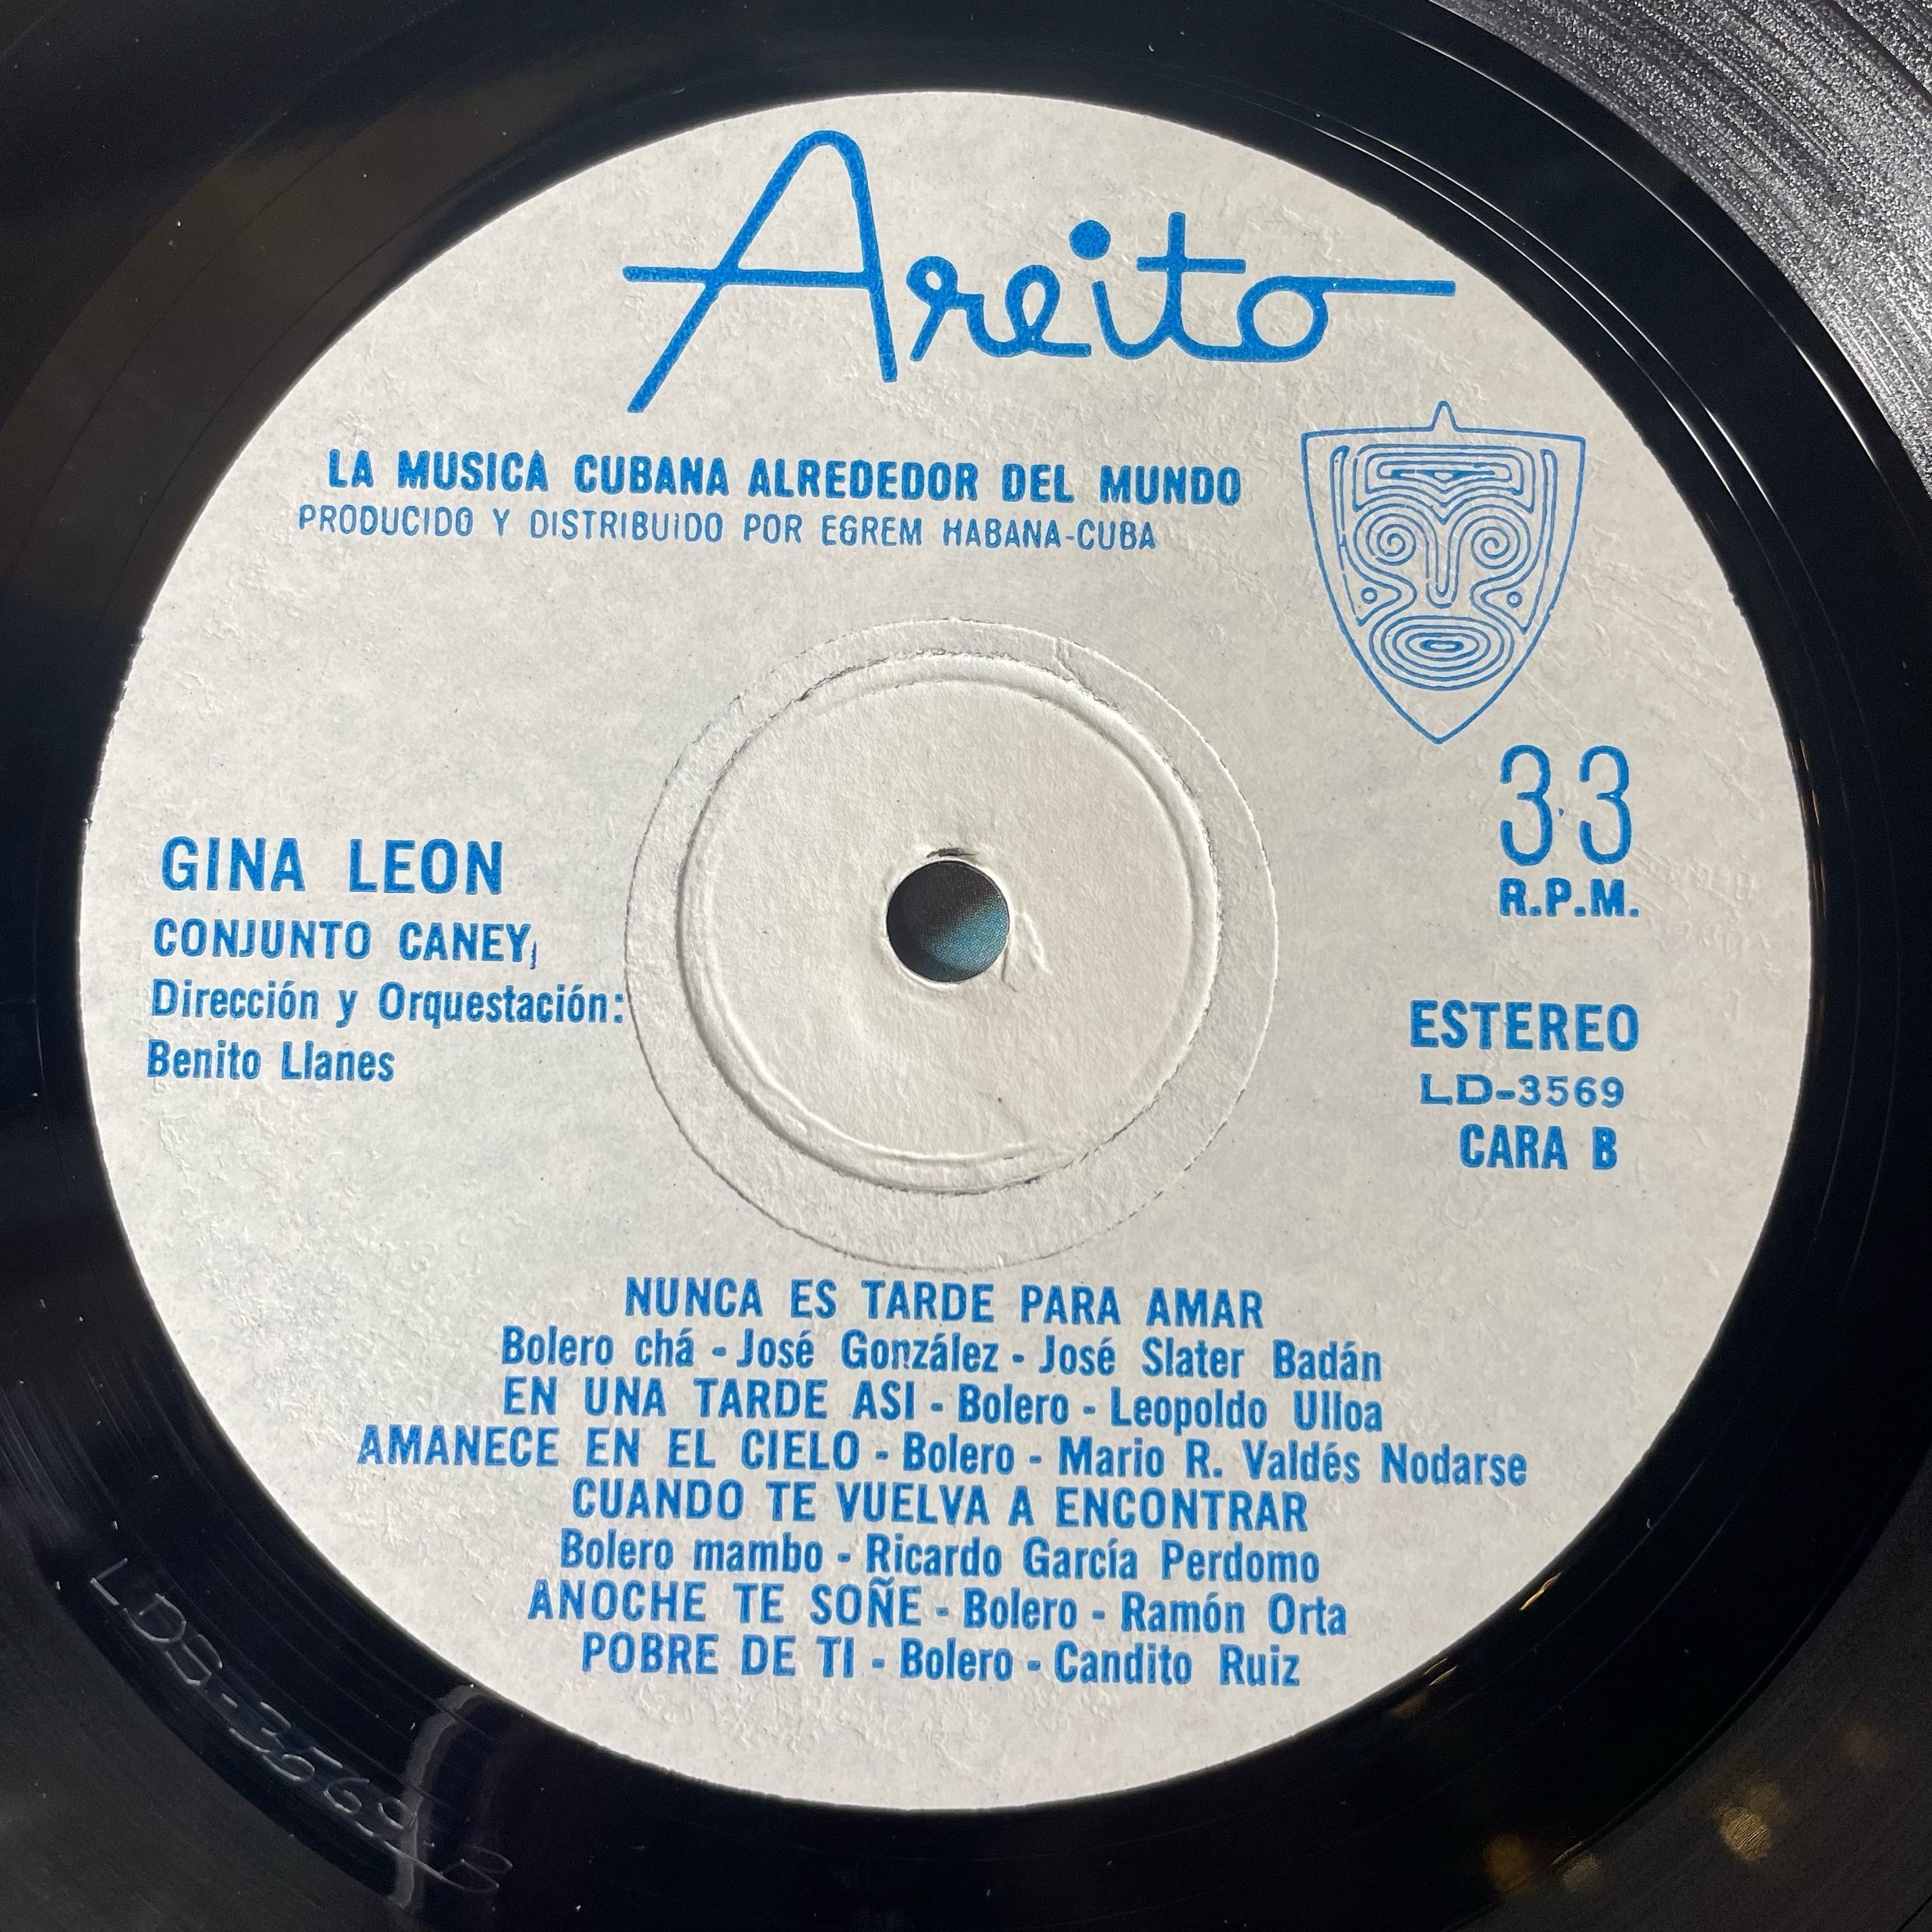 Areito
LA MUSICA CUBANA ALREDEDOR DEL MUNDO
PRODUCIDO Y DISTRIBUIDO POR EGREM HABANA-CUBA
33
R.P.M.
GINA LEON
CONJUNTO CANEY,
Dirección y Orquestación:
Benito Llanes
ESTEREO
LD-3569
CARA B
NUNCA ES TARDE PARA AMAR
Bolero chá - José González - José Slater Badán
EN UNA TARDE ASI - Bolero - Leopoldo Ulloa
AMANECE EN EL CIELO - Bolero - Mario R. Valdés Nodarse
CUANDO TE VUELVA A ENCONTRAR
Bolero mambo - Ricardo García Perdomo
ANOCHE TE SOÑE - Bolero - Ramón Orta
POBRE DE TI - Bolero - Candito Ruiz